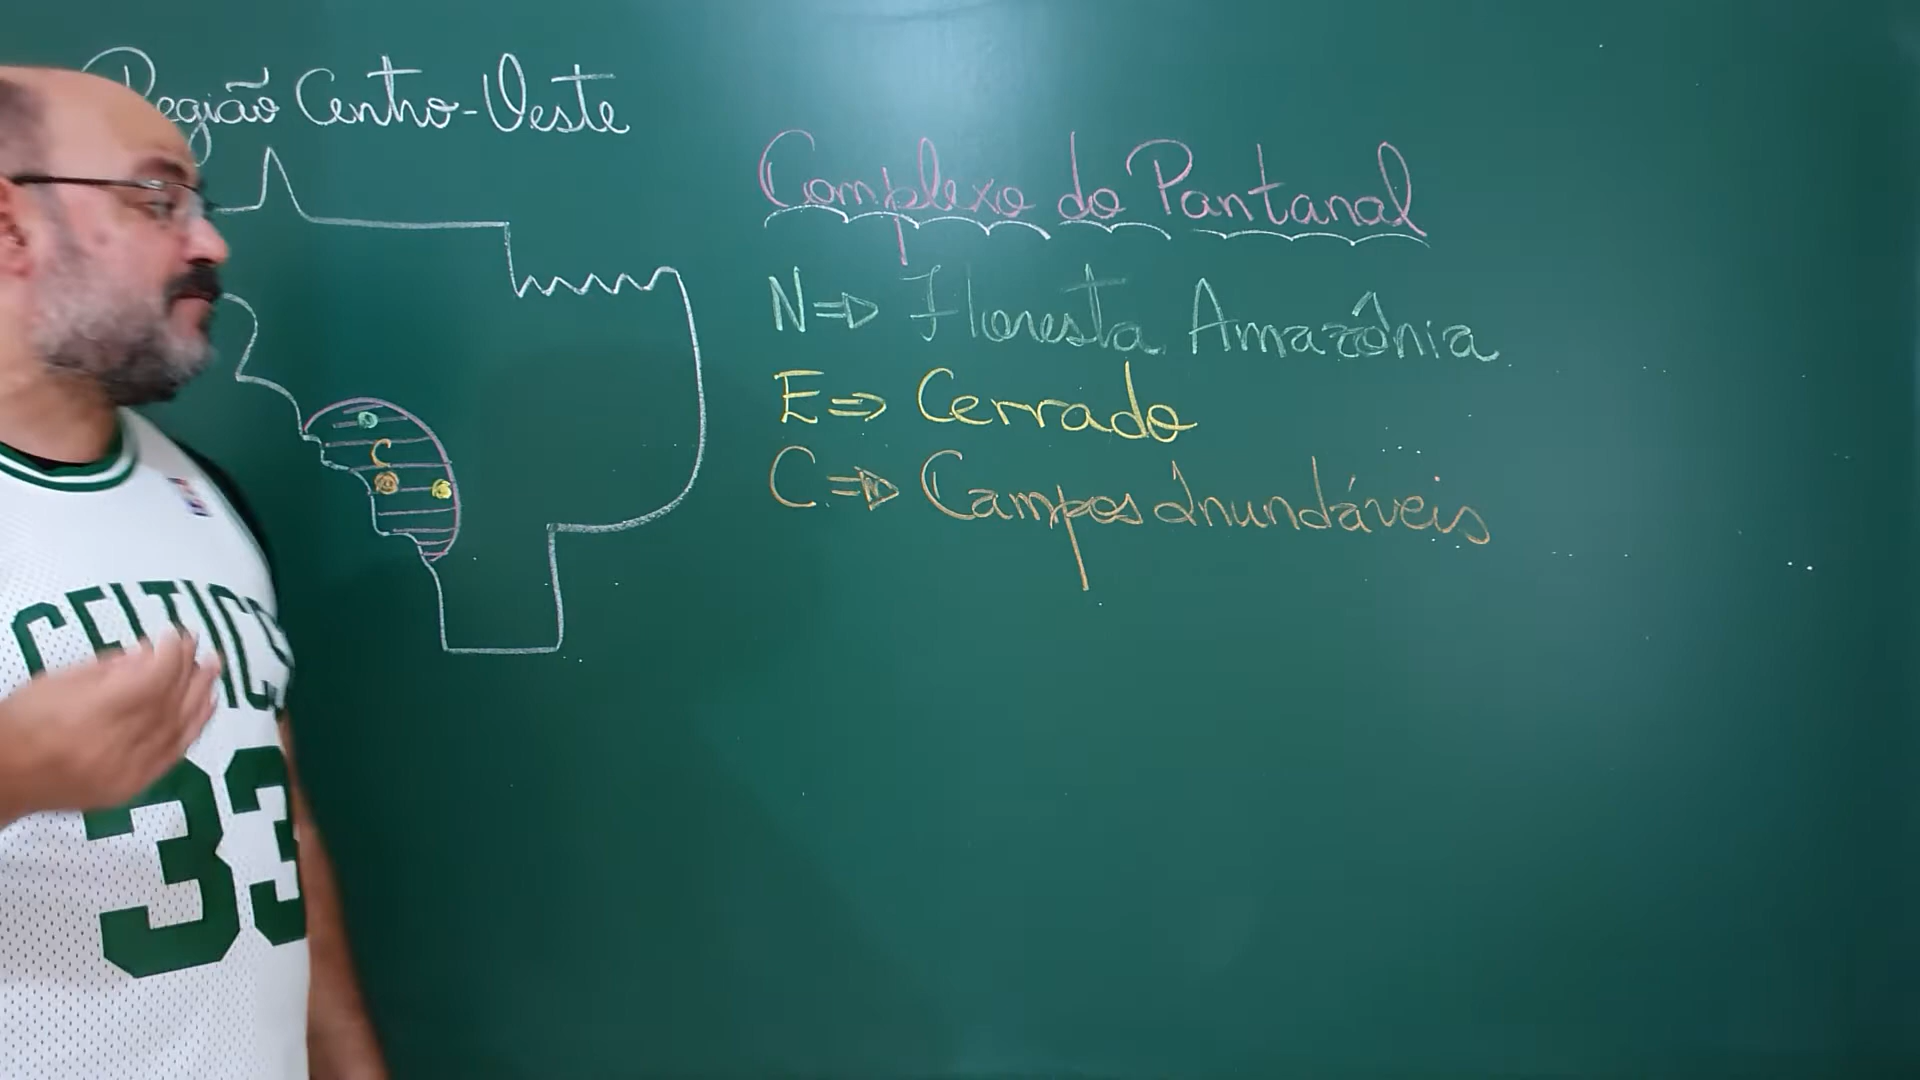 Região Centro-Oeste
Complexo do Pantanal
N⇒ Floresta Amazônia
E⇒ Cerrado
C⇒ Campos Inundáveis
C
CELTICS
33